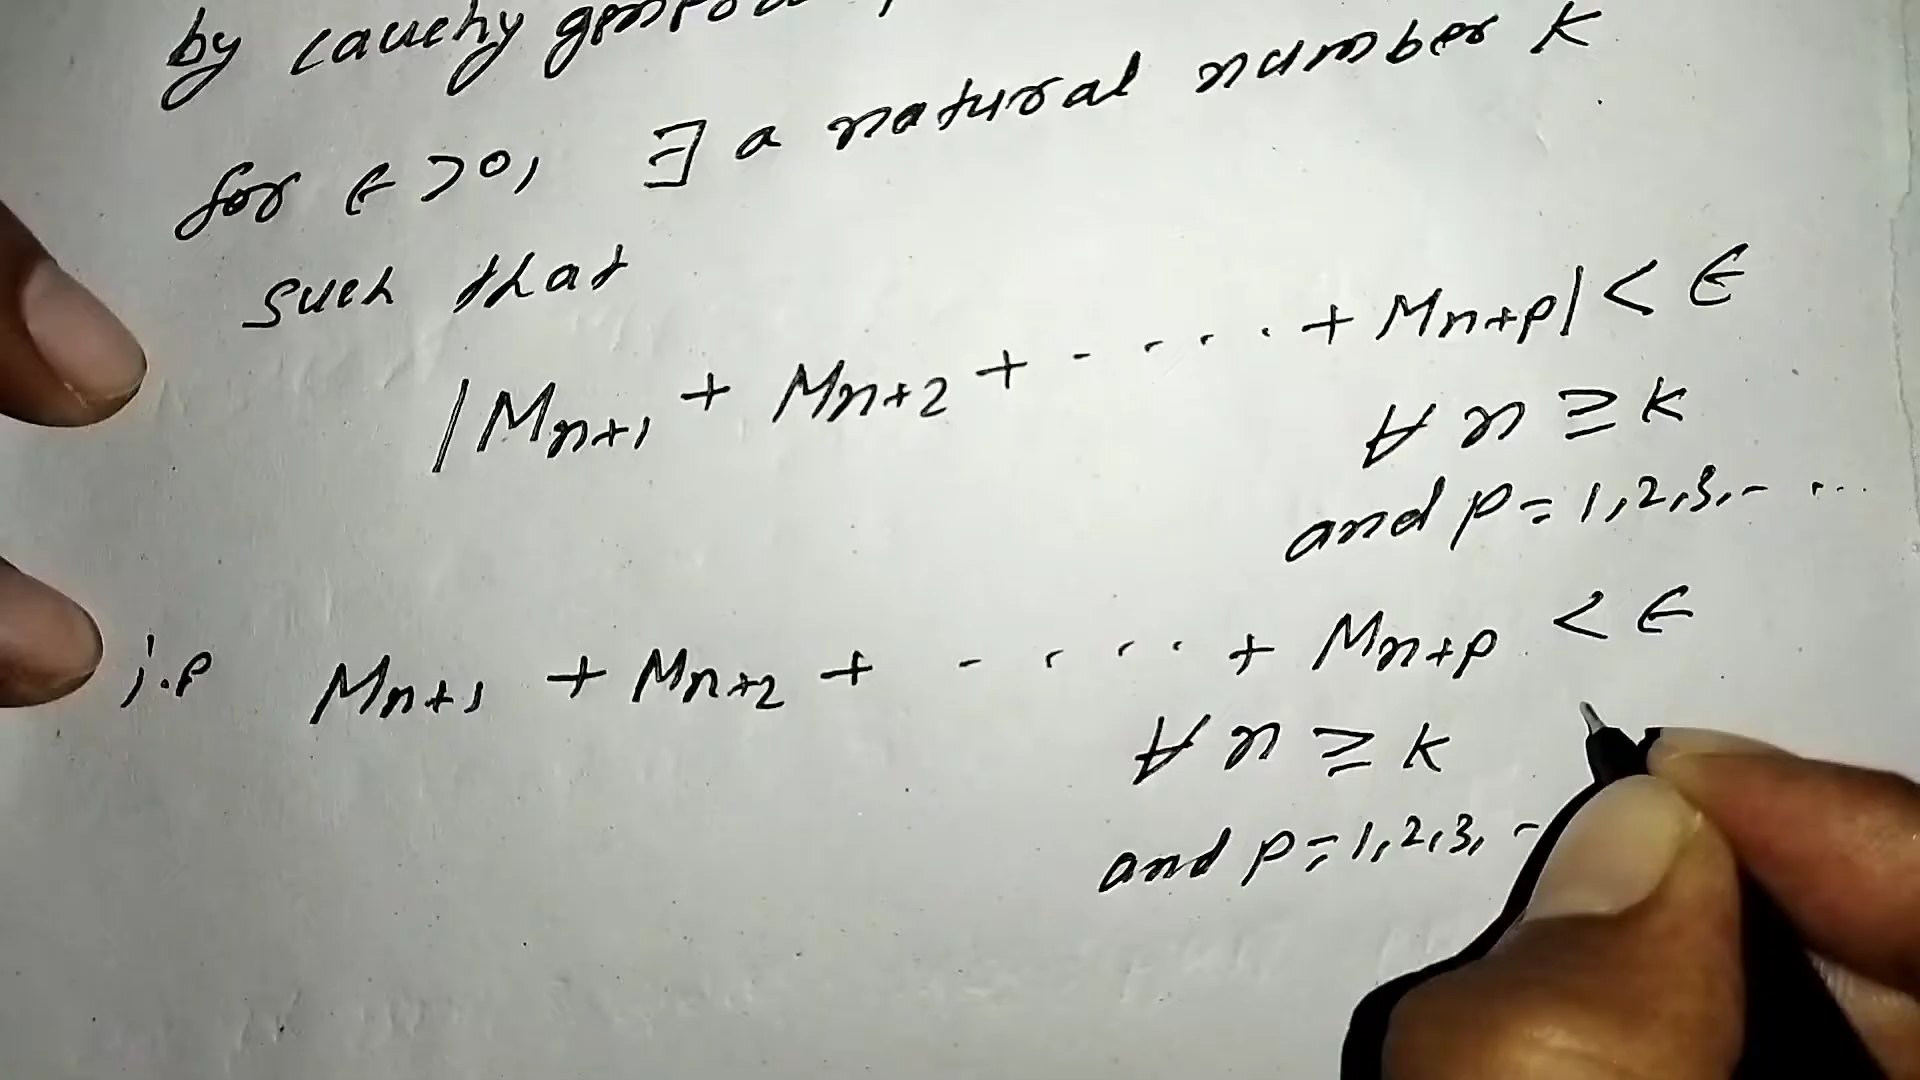 by cauchy
for ε > 0, ∃ a natural number K
such that
|Mn+1 + Mn+2 + - - - . . . + Mn+p| < ε
∀ n ≥ K
and p = 1,2,3,- ...
i.e Mn+1 + Mn+2 + - - - . . + Mn+p < ε
∀ n ≥ K
and p = 1,2,3, -